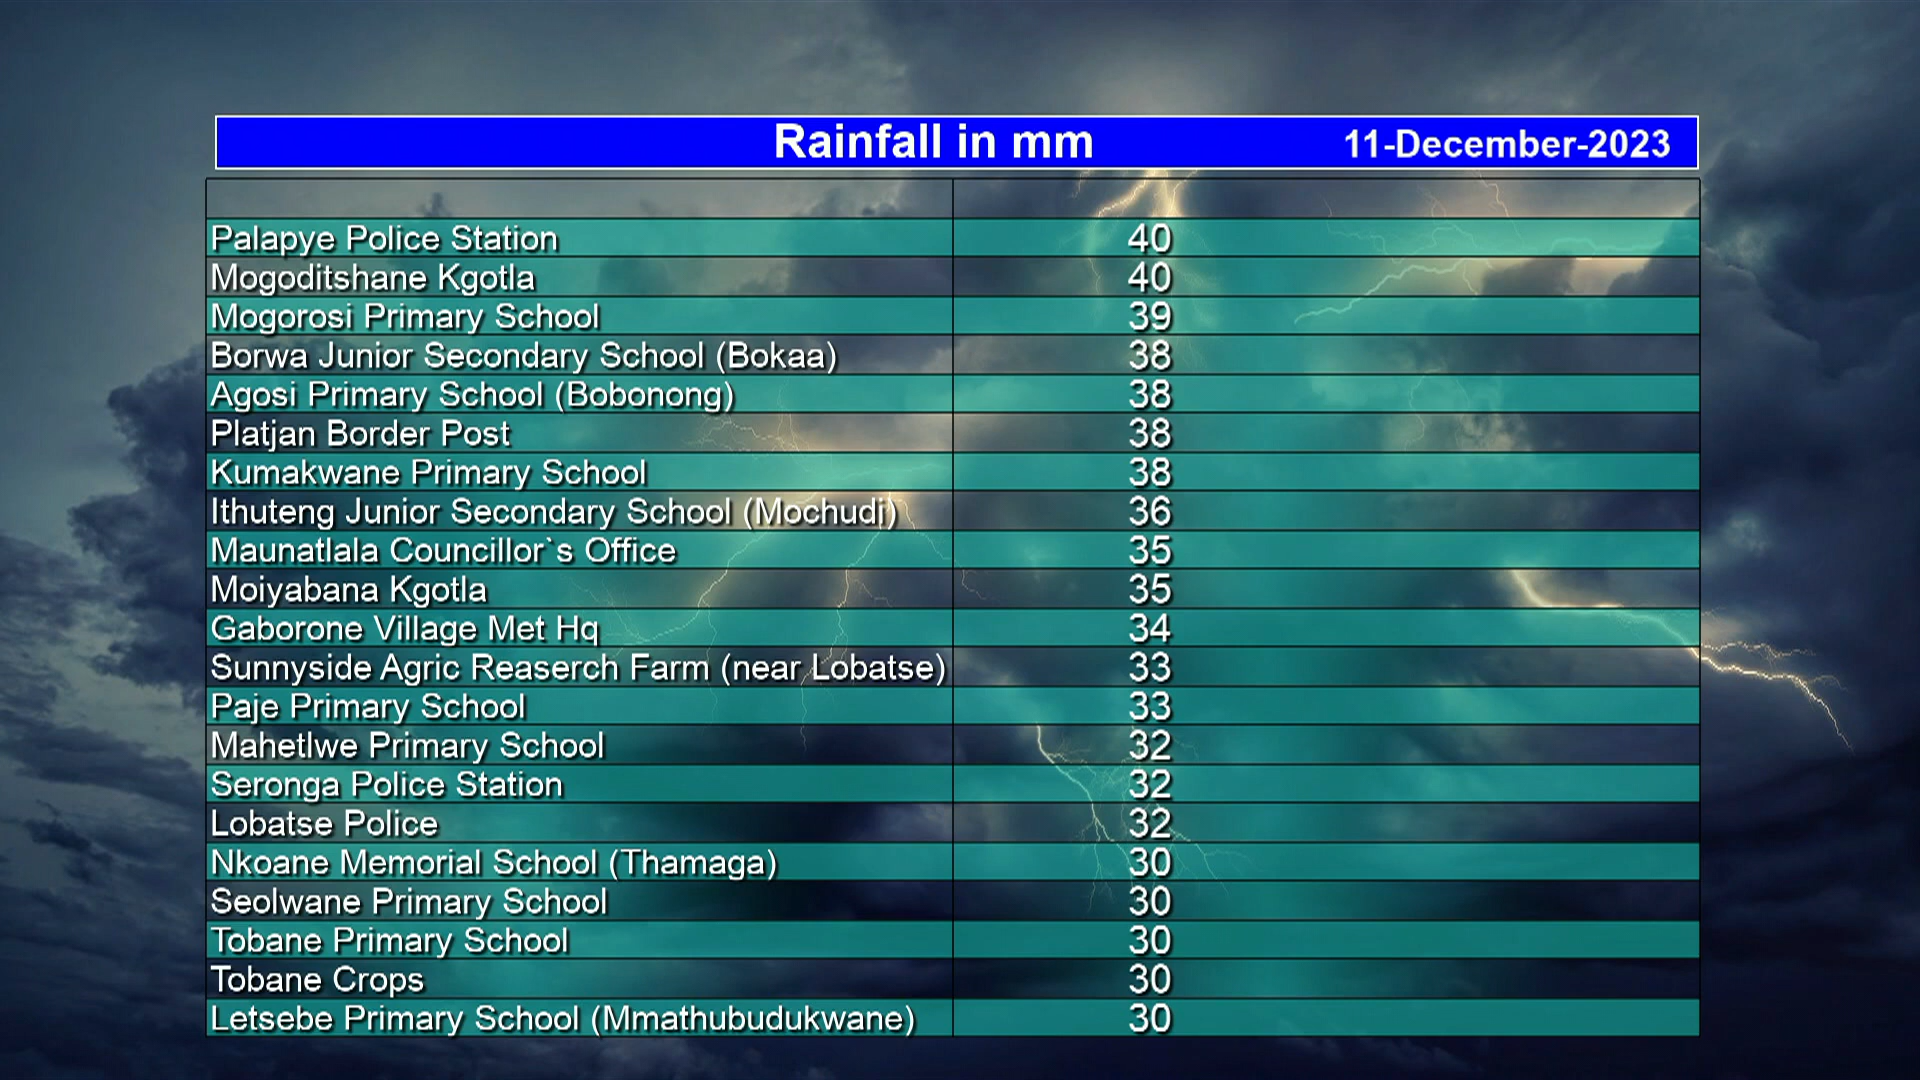 Rainfall in mm 11-December-2023
Palapye Police Station 40
Mogoditshane Kgotla 40
Mogorosi Primary School 39
Borwa Junior Secondary School (Bokaa) 38
Agosi Primary School (Bobonong) 38
Platjan Border Post 38
Kumakwane Primary School 38
Ithuteng Junior Secondary School (Mochudi) 36
Maunatlala Councillor`s Office 35
Moiyabana Kgotla 35
Gaborone Village Met Hq 34
Sunnyside Agric Reaserch Farm (near Lobatse) 33
Paje Primary School 33
Mahetlwe Primary School 32
Seronga Police Station 32
Lobatse Police 32
Nkoane Memorial School (Thamaga) 30
Seolwane Primary School 30
Tobane Primary School 30
Tobane Crops 30
Letsebe Primary School (Mmathubudukwane) 30